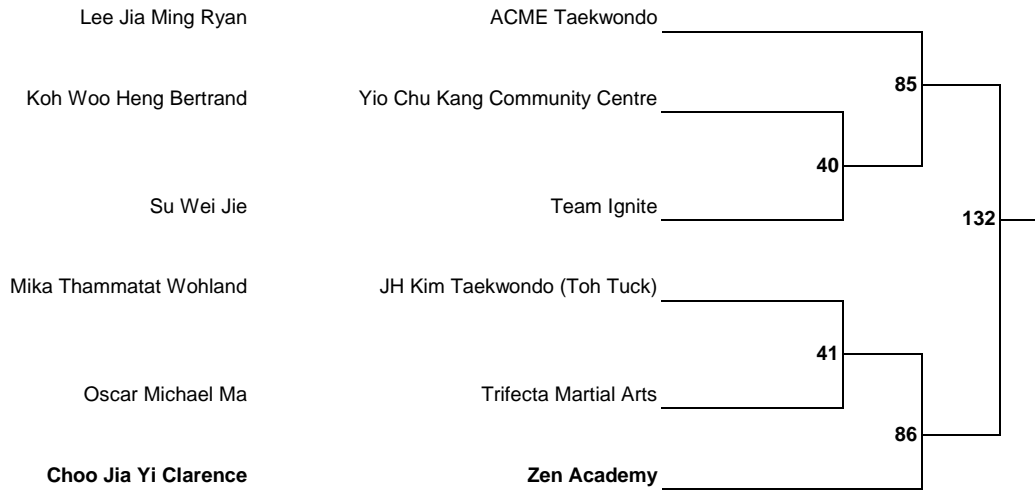 Lee Jia Ming Ryan ACME Taekwondo
85
Koh Woo Heng Bertrand Yio Chu Kang Community Centre
40
Su Wei Jie Team Ignite
132
Mika Thammatat Wohland JH Kim Taekwondo (Toh Tuck)
41
Oscar Michael Ma Trifecta Martial Arts
86
Choo Jia Yi Clarence Zen Academy